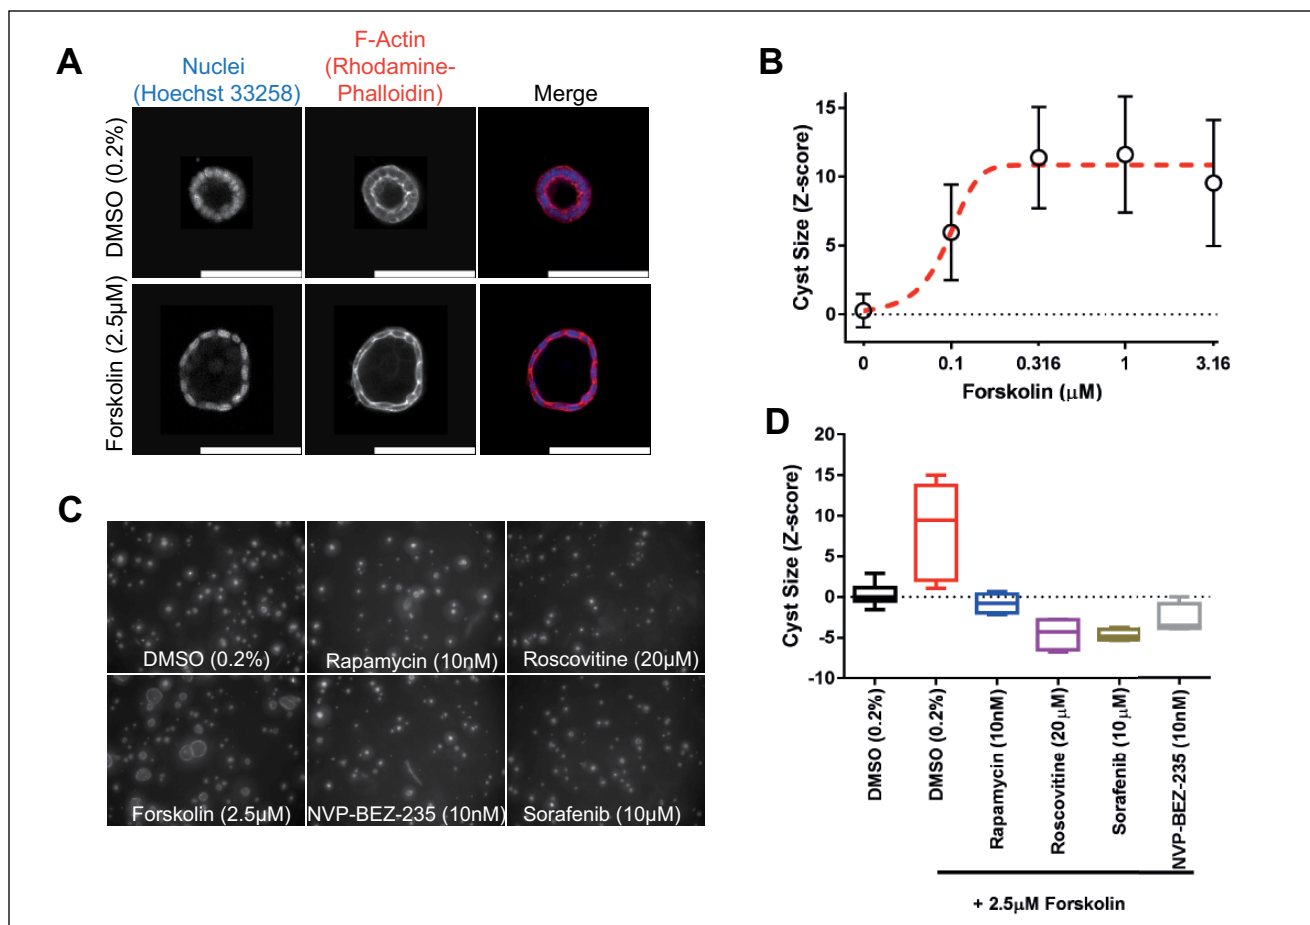 A
Nuclei
(Hoechst 33258)
F-Actin
(Rhodamine-
Phalloidin)
Merge
DMSO (0.2%)
Forskolin (2.5µM)
B
Cyst Size (Z-score)
15
10
5
0
0
0.1
0.316
1
3.16
Forskolin (µM)
C
DMSO (0.2%)
Rapamycin (10nM)
Roscovitine (20µM)
Forskolin (2.5µM)
NVP-BEZ-235 (10nM)
Sorafenib (10µM)
D
Cyst Size (Z-score)
20
15
10
5
0
-5
-10
DMSO (0.2%)
DMSO (0.2%)
Rapamycin (10nM)
Roscovitine (20µM)
Sorafenib (10µM)
NVP-BEZ-235 (10nM)
+ 2.5µM Forskolin